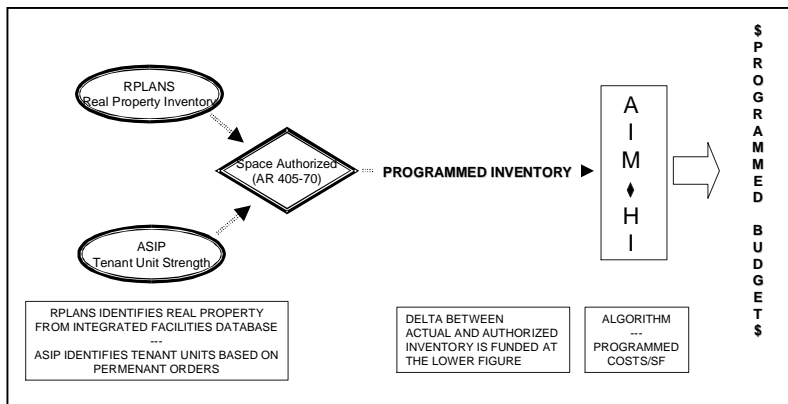 RPLANS
Real Property Inventory
Space Authorized
(AR 405-70)
PROGRAMMED INVENTORY
ASIP
Tenant Unit Strength
A
I
M
♦
H
I
$
P
R
O
G
R
A
M
M
E
D
B
U
D
G
E
T
$
RPLANS IDENTIFIES REAL PROPERTY
FROM INTEGRATED FACILITIES DATABASE
---
ASIP IDENTIFIES TENANT UNITS BASED ON
PERMENANT ORDERS
DELTA BETWEEN
ACTUAL AND AUTHORIZED
INVENTORY IS FUNDED AT
THE LOWER FIGURE
ALGORITHM
---
PROGRAMMED
COSTS/SF